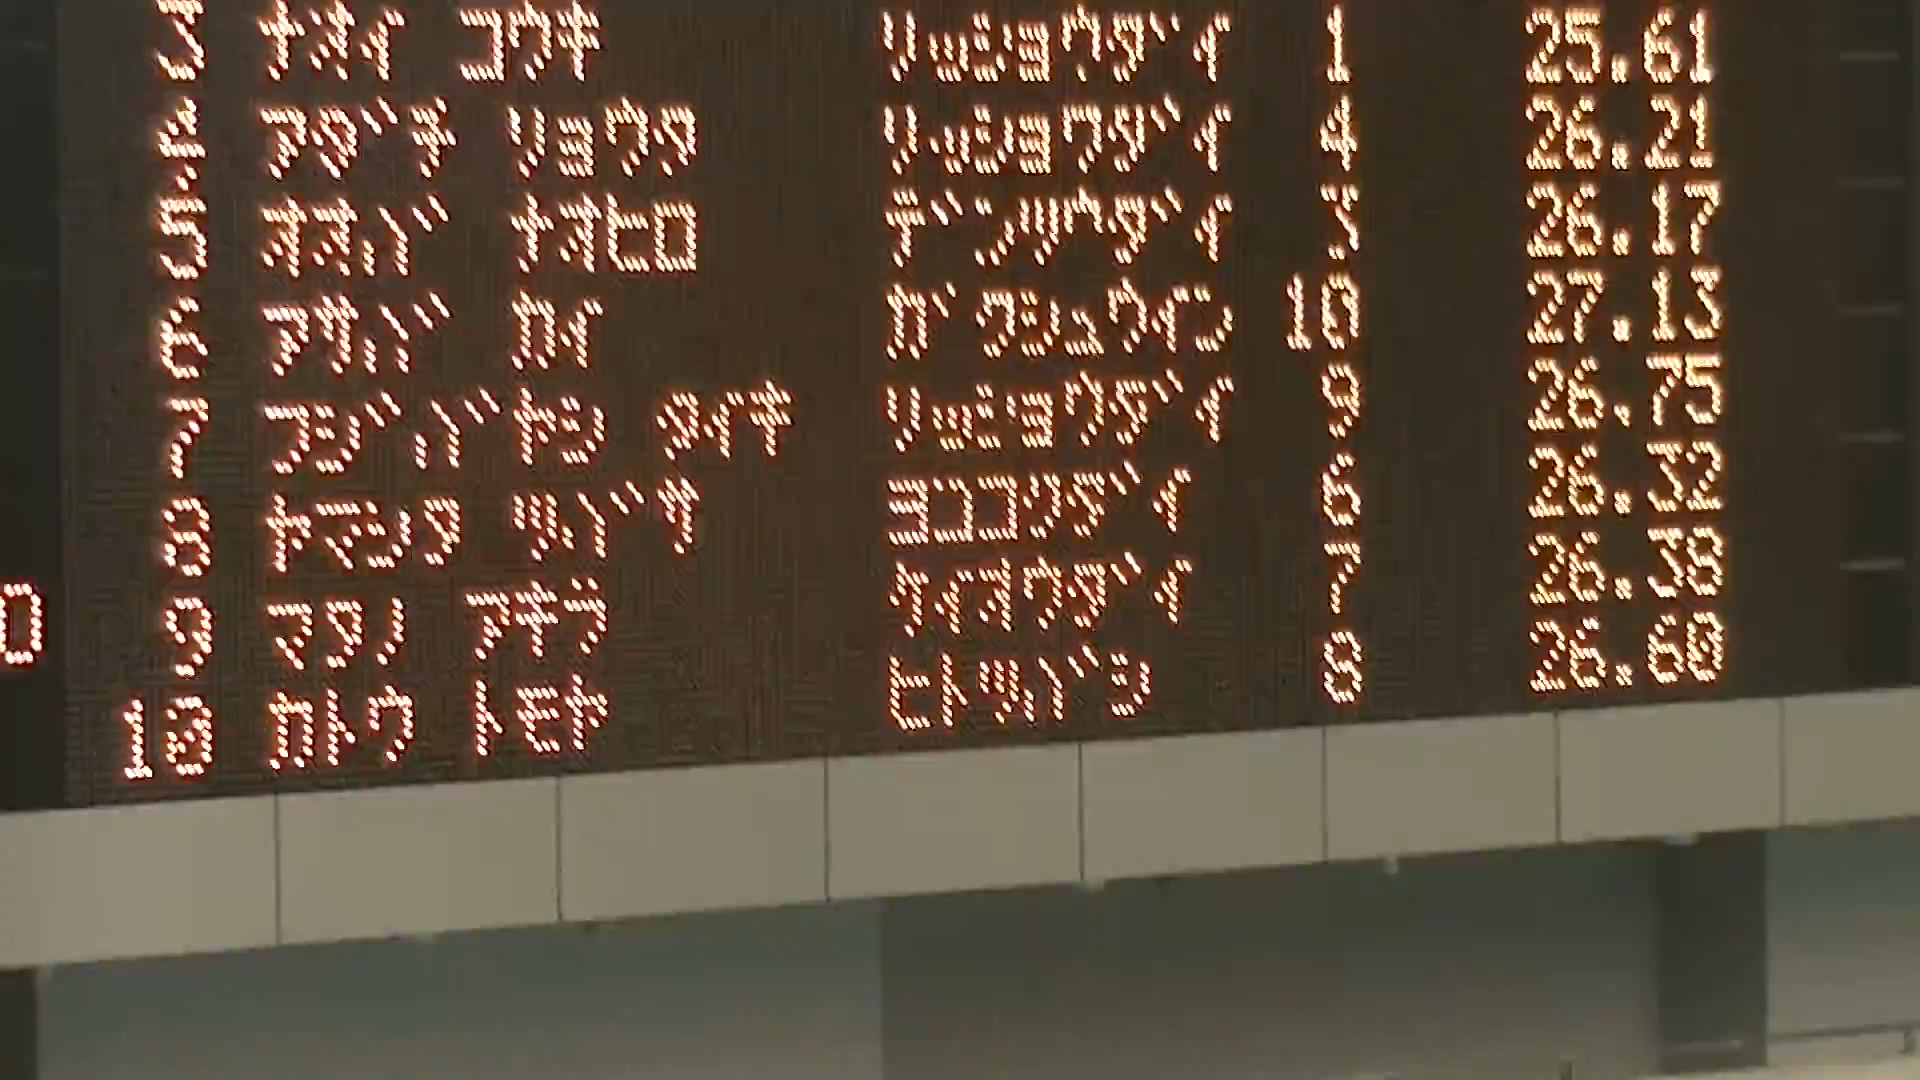 3 ナオイ コウキ リッショウダイ 1 25.61
4 アダチ リョウタ リッショウダイ 4 26.21
5 オオバ ナオヒロ デンツウダイ 3 26.17
6 アサバ カイ ガクシュウイン 10 27.13
7 フジバヤシ タイキ リッショウダイ 9 26.75
8 ヤマシタ ツバサ ヨココクダイ 6 26.32
0 9 マタノ アキラ ケイオウダイ 7 26.38
10 カトウ トモヤ ヒトツバシ 8 26.60